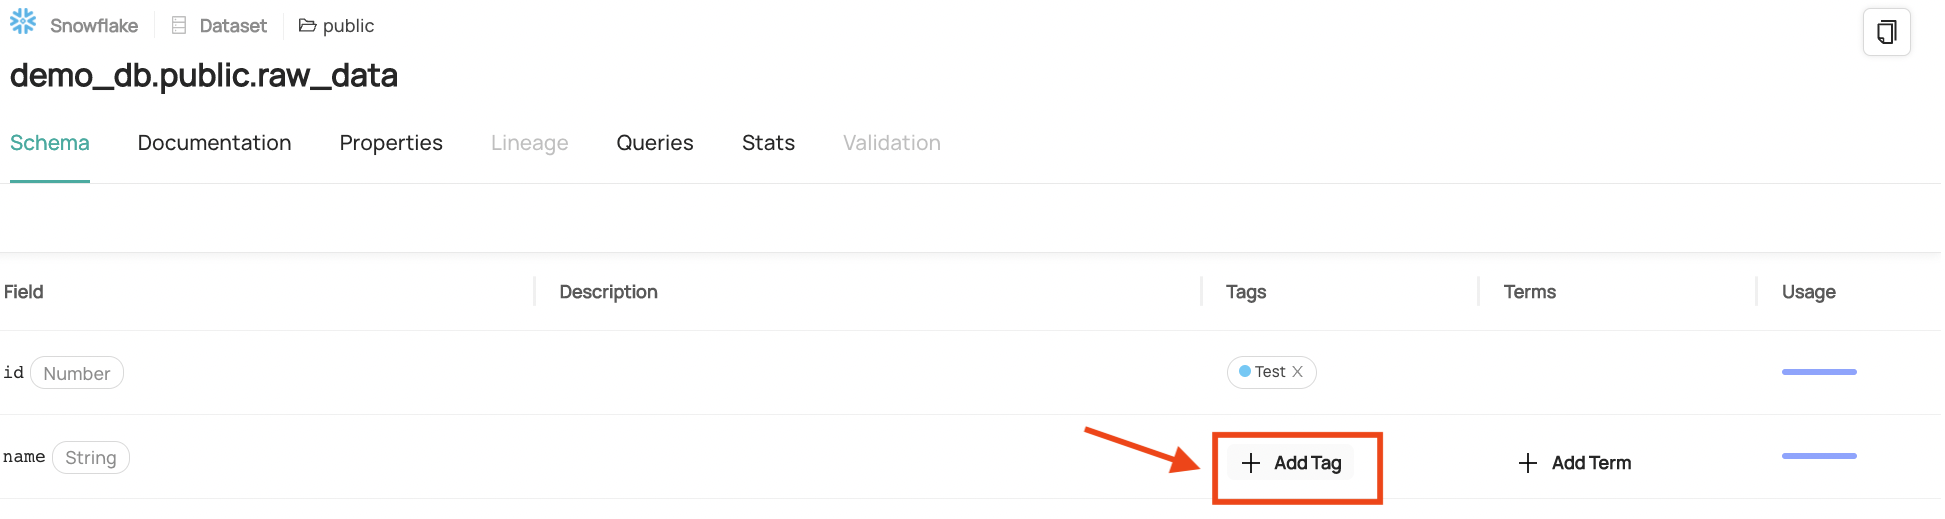 Snowflake Dataset public
demo_db.public.raw_data
Schema Documentation Properties Lineage Queries Stats Validation
Field Description Tags Terms Usage
id Number Test X
name String + Add Tag + Add Term